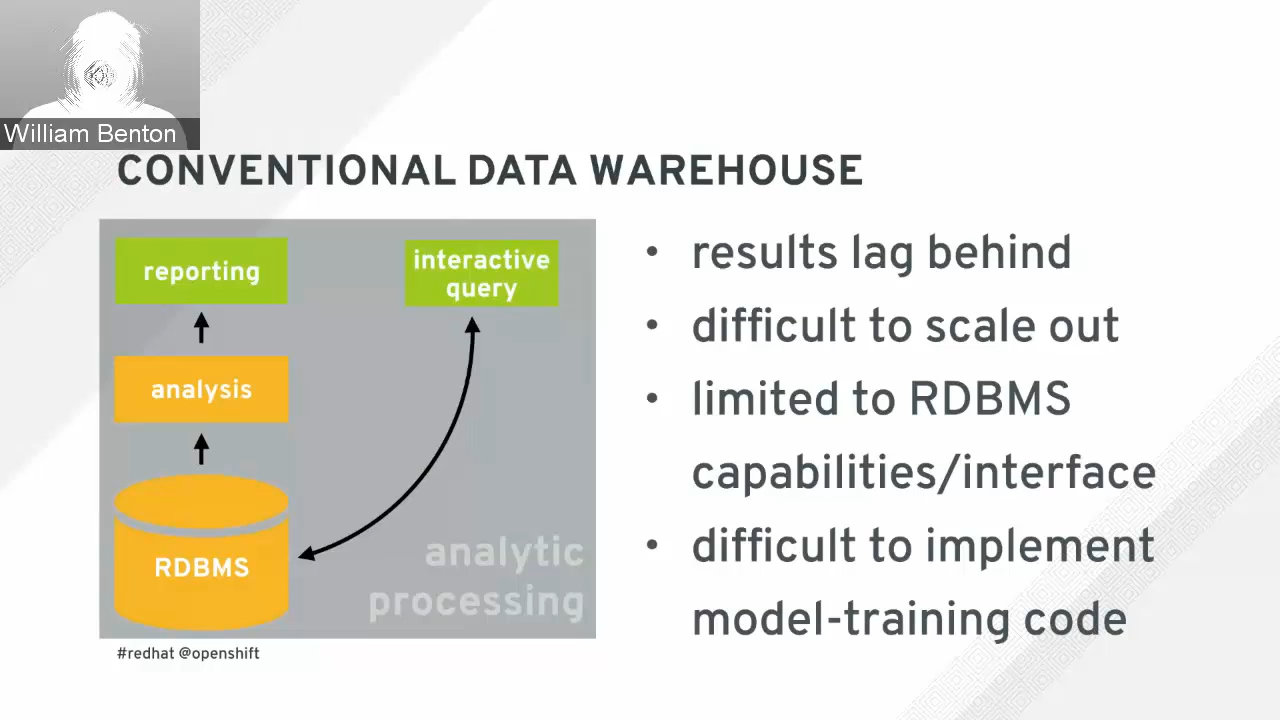 William Benton
CONVENTIONAL DATA WAREHOUSE
reporting
interactive
query
analysis
RDBMS
analytic
processing
• results lag behind
• difficult to scale out
• limited to RDBMS
capabilities/interface
• difficult to implement
model-training code
#redhat @openshift